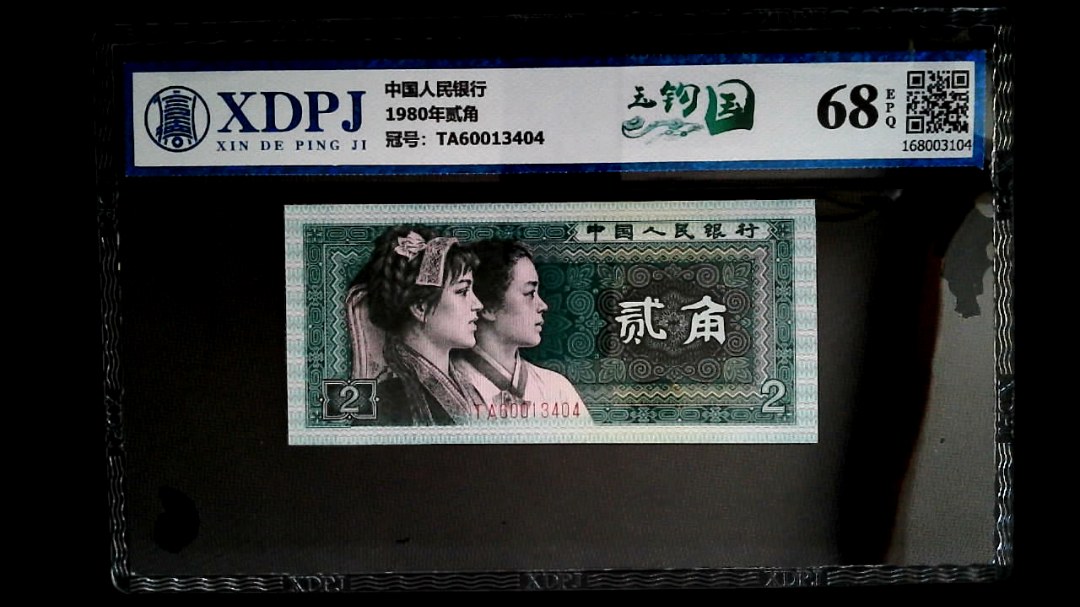 XDPJ
XIN DE PING JI
中国人民银行
1980年贰角
冠号：TA60013404
玉钩国
68
EPQ
168003104
中国人民银行
贰角
2
TA60013404
2
XDPJ
XDPJ
XDPJ